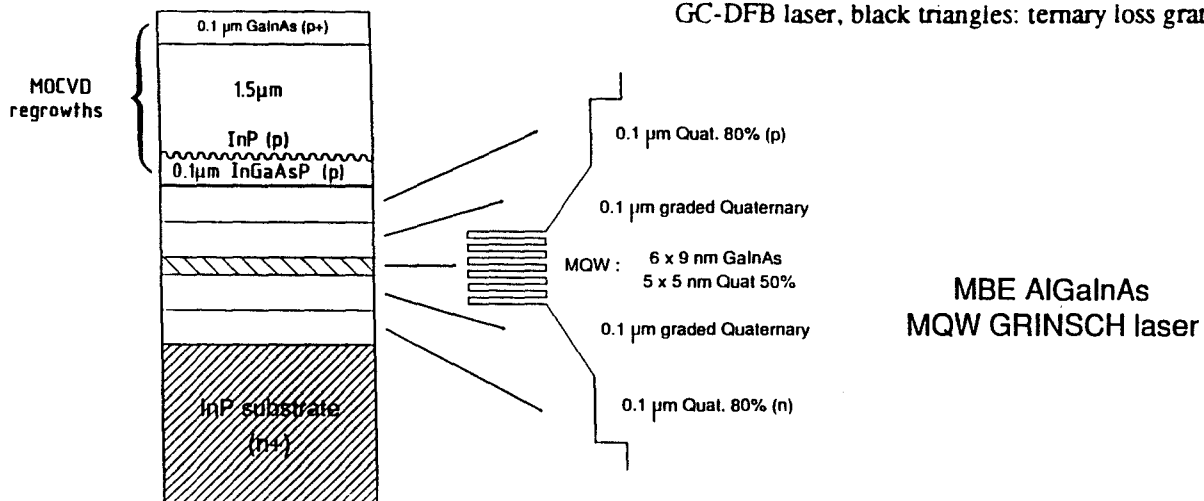 GC-DFB laser, black triangles: ternary loss
0.1 µm GaInAs (p+)
MOCVD
regrowths
1.5µm
InP (p)
0.1µm InGaAsP (p)
InP substrate
(n+)
0.1 µm Quat. 80% (p)
0.1 µm graded Quaternary
MQW : 6 x 9 nm GaInAs
5 x 5 nm Quat 50%
0.1 µm graded Quaternary
0.1 µm Quat. 80% (n)
MBE AlGaInAs
MQW GRINSCH laser